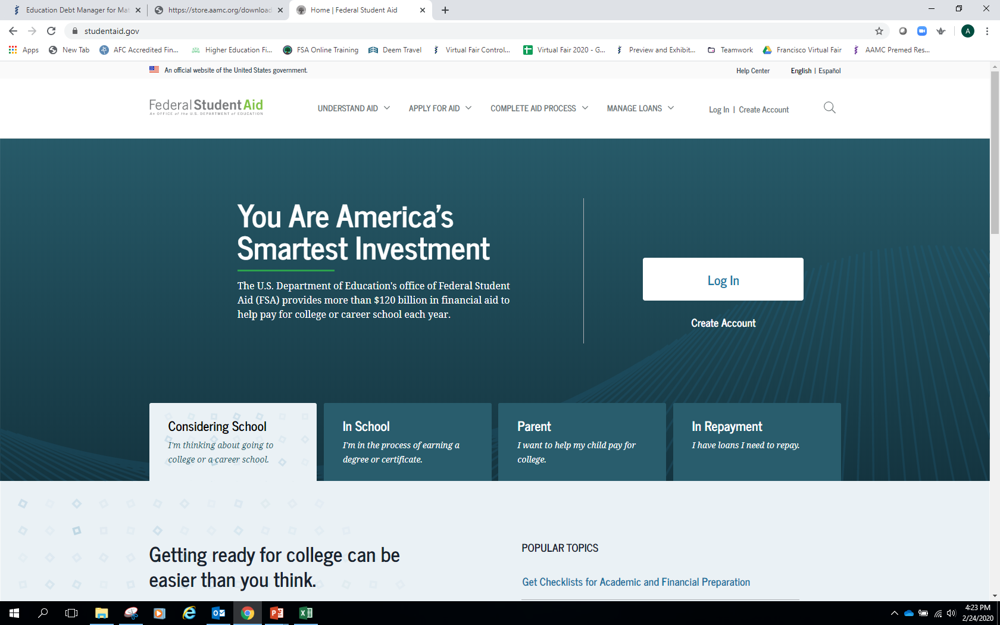 Education Debt Manager for Mat
https://store.aamc.org/download
Home | Federal Student Aid
studentaid.gov
A
Apps
New Tab
AFC Accredited Fin...
Higher Education Fi...
FSA Online Training
Deem Travel
Virtual Fair Control...
Virtual Fair 2020 - G...
Preview and Exhibit...
Teamwork
Francisco Virtual Fair
AAMC Premed Res...
An official website of the United States government.
Help Center
English | Español
Federal Student Aid
An OFFICE of the U.S. DEPARTMENT of EDUCATION
UNDERSTAND AID
APPLY FOR AID
COMPLETE AID PROCESS
MANAGE LOANS
Log In | Create Account
You Are America's
Smartest Investment
The U.S. Department of Education's office of Federal Student
Aid (FSA) provides more than $120 billion in financial aid to
help pay for college or career school each year.
Log In
Create Account
Considering School
I'm thinking about going to
college or a career school.
In School
I'm in the process of earning a
degree or certificate.
Parent
I want to help my child pay for
college.
In Repayment
I have loans I need to repay.
Getting ready for college can be
easier than you think.
POPULAR TOPICS
Get Checklists for Academic and Financial Preparation
4:23 PM
2/24/2020